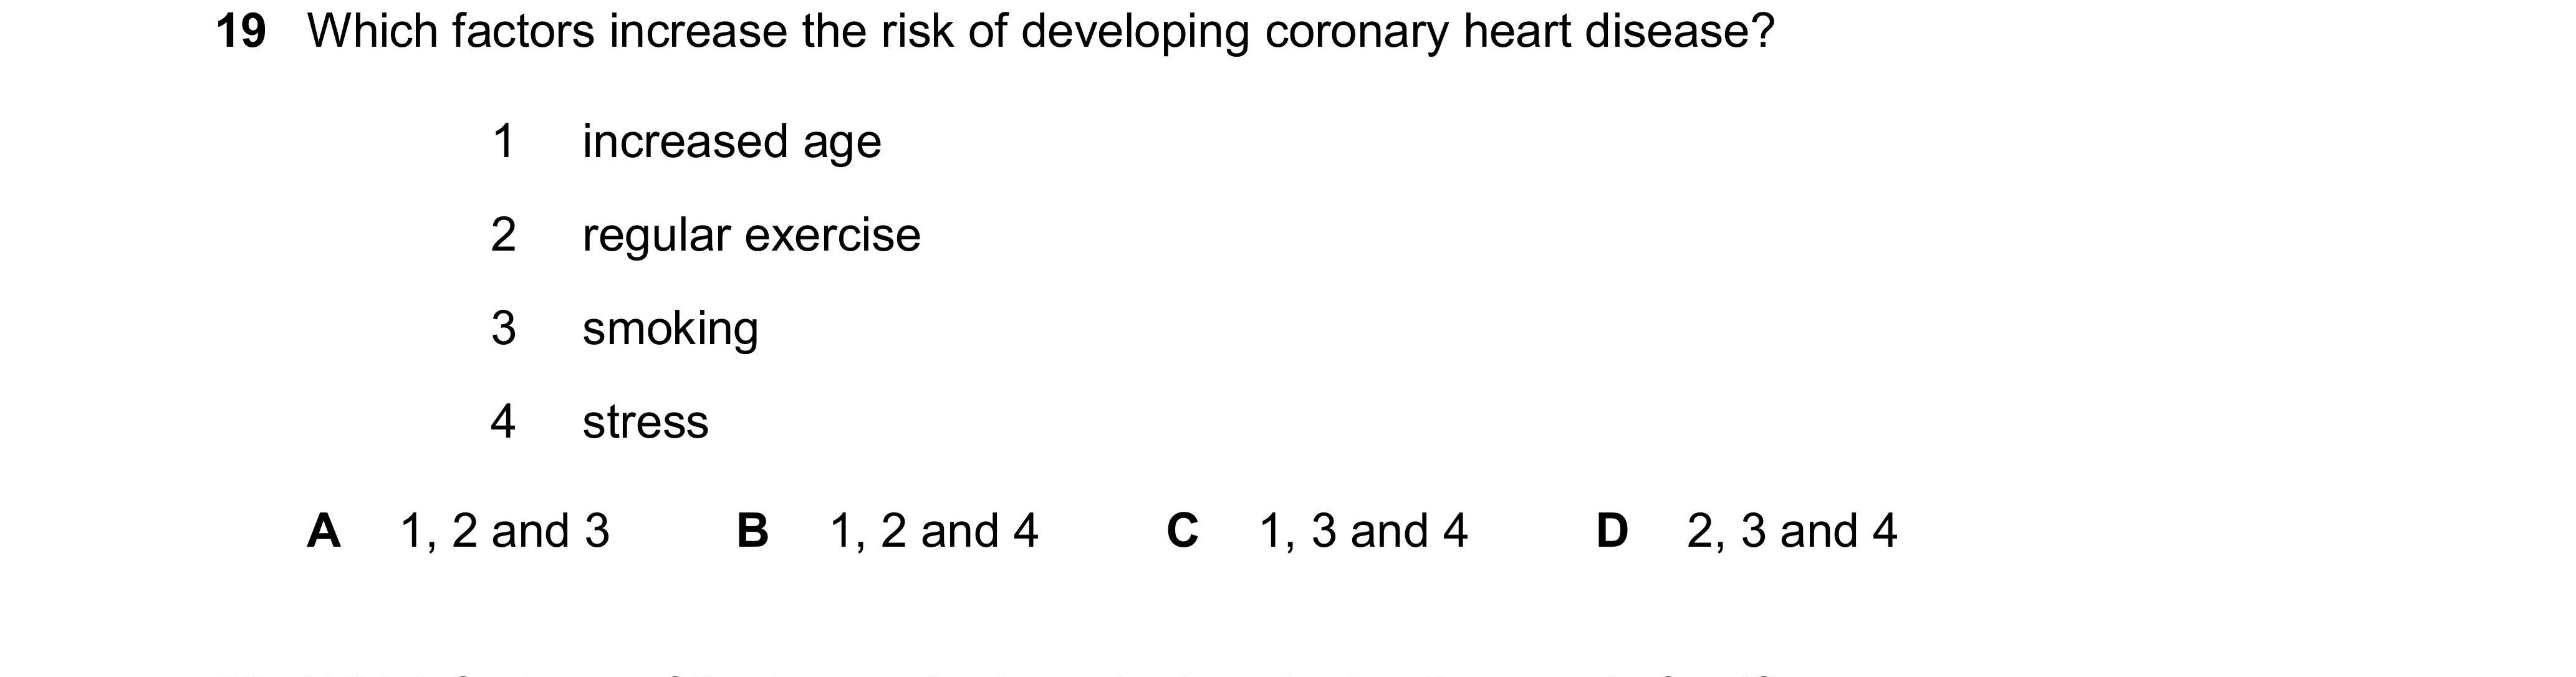 19 Which factors increase the risk of developing coronary heart disease?
1 increased age
2 regular exercise
3 smoking
4 stress
A 1, 2 and 3 B 1, 2 and 4 C 1, 3 and 4 D 2, 3 and 4